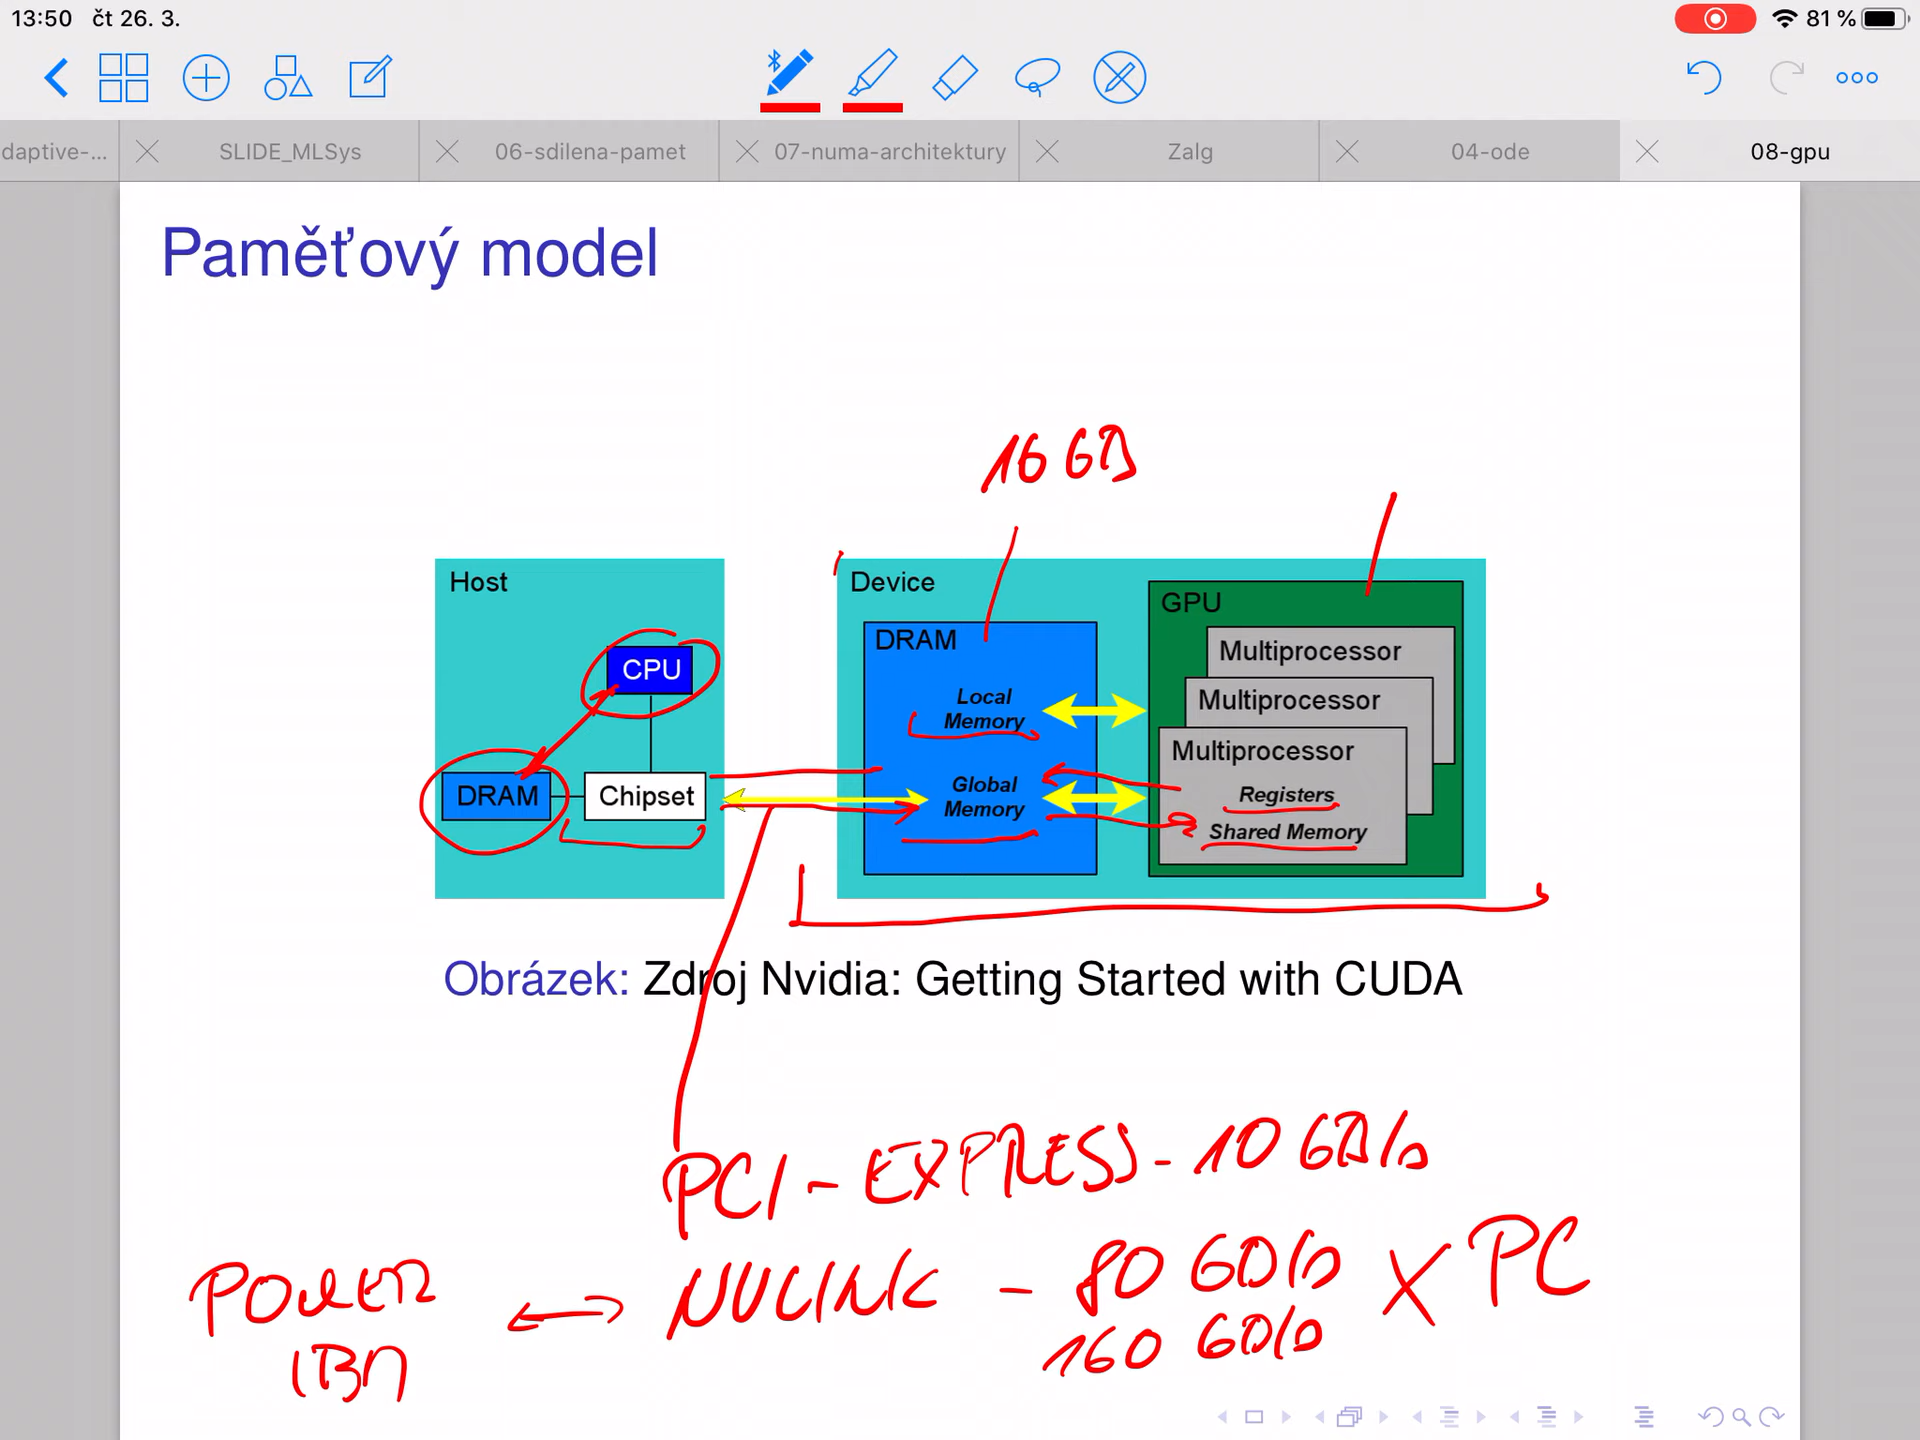 13:50 čt 26. 3.
81 %
daptive-...
SLIDE_MLSys
06-sdilena-pamet
07-numa-architektury
Zalg
04-ode
08-gpu
Paměťový model
16 GB
Host
CPU
DRAM
Chipset
Device
DRAM
Local
Memory
Global
Memory
GPU
Multiprocessor
Multiprocessor
Multiprocessor
Registers
Shared Memory
Obrázek: Zdroj Nvidia: Getting Started with CUDA
PCI - EXPRESS - 10 GB/s
POWER ↔ NVLINK - 80 GB/s X PC
IBM 160 GB/s